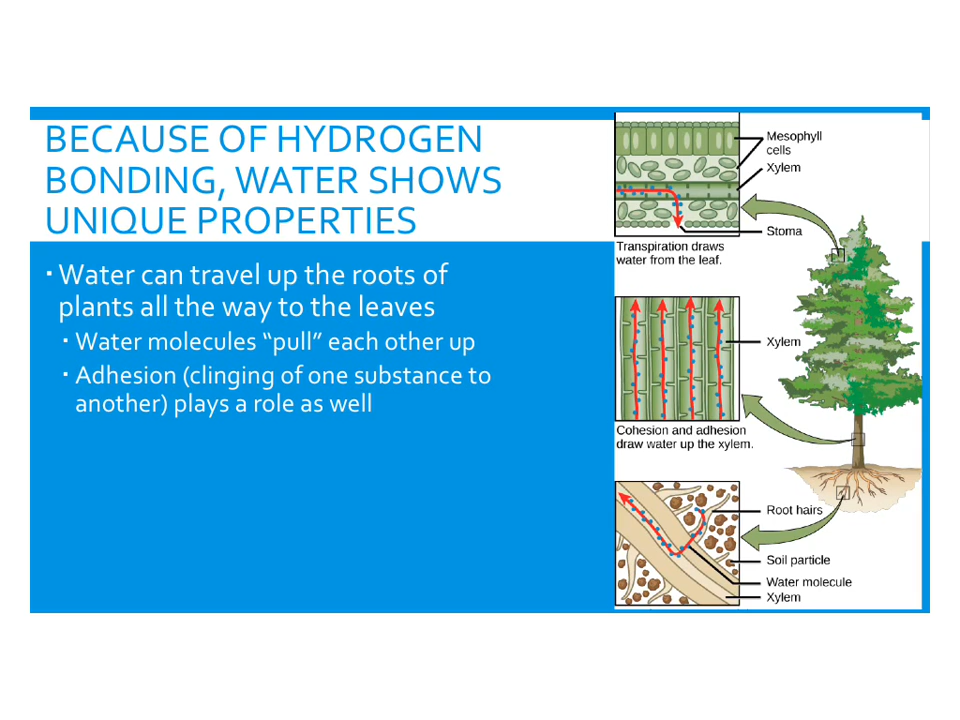 BECAUSE OF HYDROGEN
BONDING, WATER SHOWS
UNIQUE PROPERTIES
▪ Water can travel up the roots of
plants all the way to the leaves
▪ Water molecules “pull” each other up
▪ Adhesion (clinging of one substance to
another) plays a role as well
Mesophyll
cells
Xylem
Stoma
Transpiration draws
water from the leaf.
Xylem
Cohesion and adhesion
draw water up the xylem.
Root hairs
Soil particle
Water molecule
Xylem